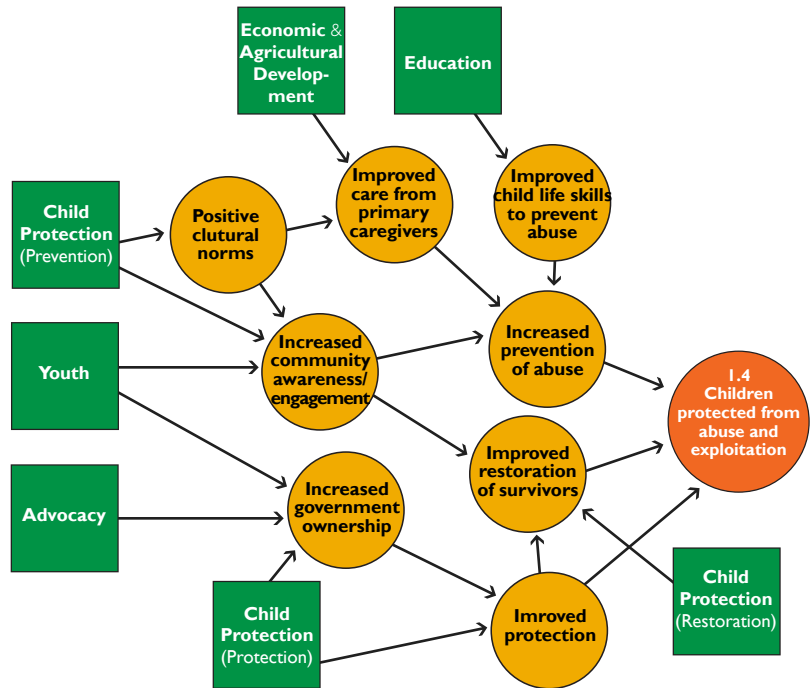 Economic &
Agricultural
Develop-
ment
Education
Child
Protection
(Prevention)
Positive
clutural
norms
Improved
care from
primary
caregivers
Improved
child life skills
to prevent
abuse
Youth
Increased
community
awareness/
engagement
Increased
prevention
of abuse
1.4
Children
protected from
abuse and
exploitation
Advocacy
Increased
government
ownership
Improved
restoration
of survivors
Child
Protection
(Protection)
Imroved
protection
Child
Protection
(Restoration)